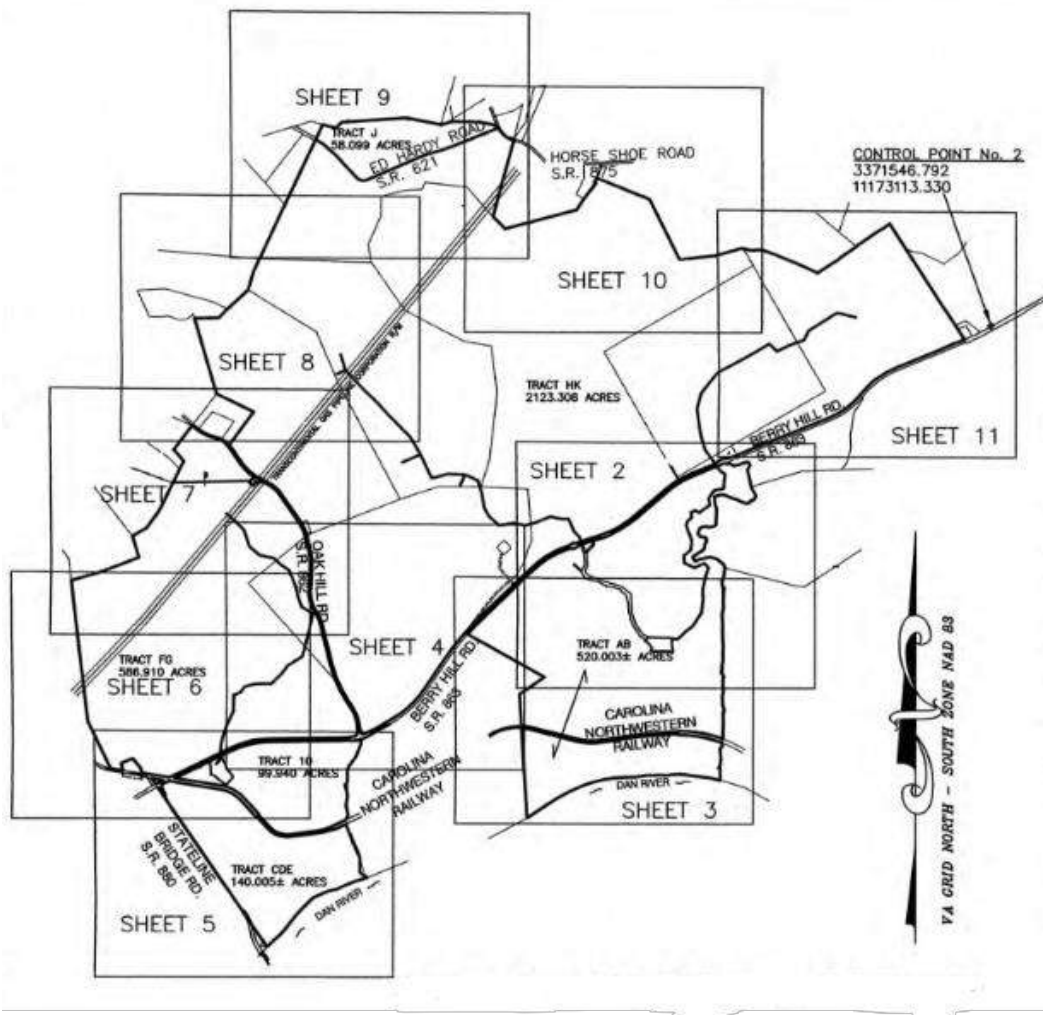 SHEET 9
TRACT J
58.099 ACRES
ED HARDY ROAD
S.R. 621
HORSE SHOE ROAD
S.R. 875
CONTROL POINT No. 2
3371546.792
11173113.330
SHEET 10
SHEET 8
TRANSCONTINENTAL GAS PIPELINE CORPORATION R/W
TRACT HK
2123.308 ACRES
BERRY HILL RD.
S.R. 863
SHEET 11
SHEET 2
SHEET 7
OAK HILL RD.
S.R. 862
SHEET 4
BERRY HILL RD.
S.R. 863
TRACT AB
520.003± ACRES
TRACT FG
586.910 ACRES
SHEET 6
CAROLINA
NORTHWESTERN
RAILWAY
TRACT 10
99.940 ACRES
CAROLINA
NORTHWESTERN
RAILWAY
DAN RIVER
SHEET 3
STATELINE
BRIDGE RD.
S.R. 880
TRACT CDE
140.005± ACRES
DAN RIVER
SHEET 5
VA GRID NORTH - SOUTH ZONE NAD 83